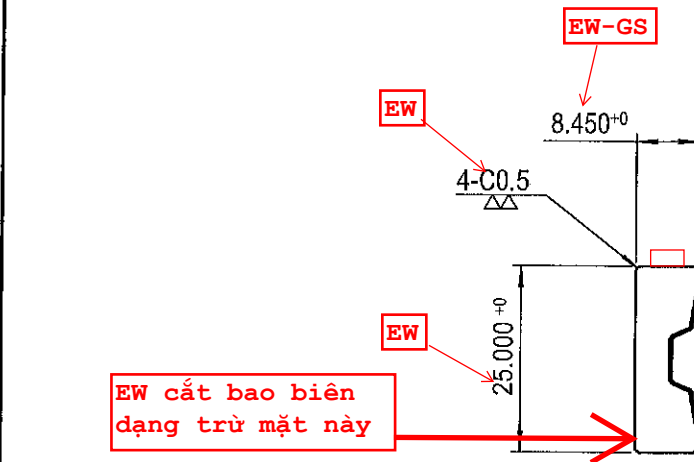 EW-GS
EW
8.450+0
4-C0.5
25.000 +0
EW
EW cắt bao biên
dạng trừ mặt này